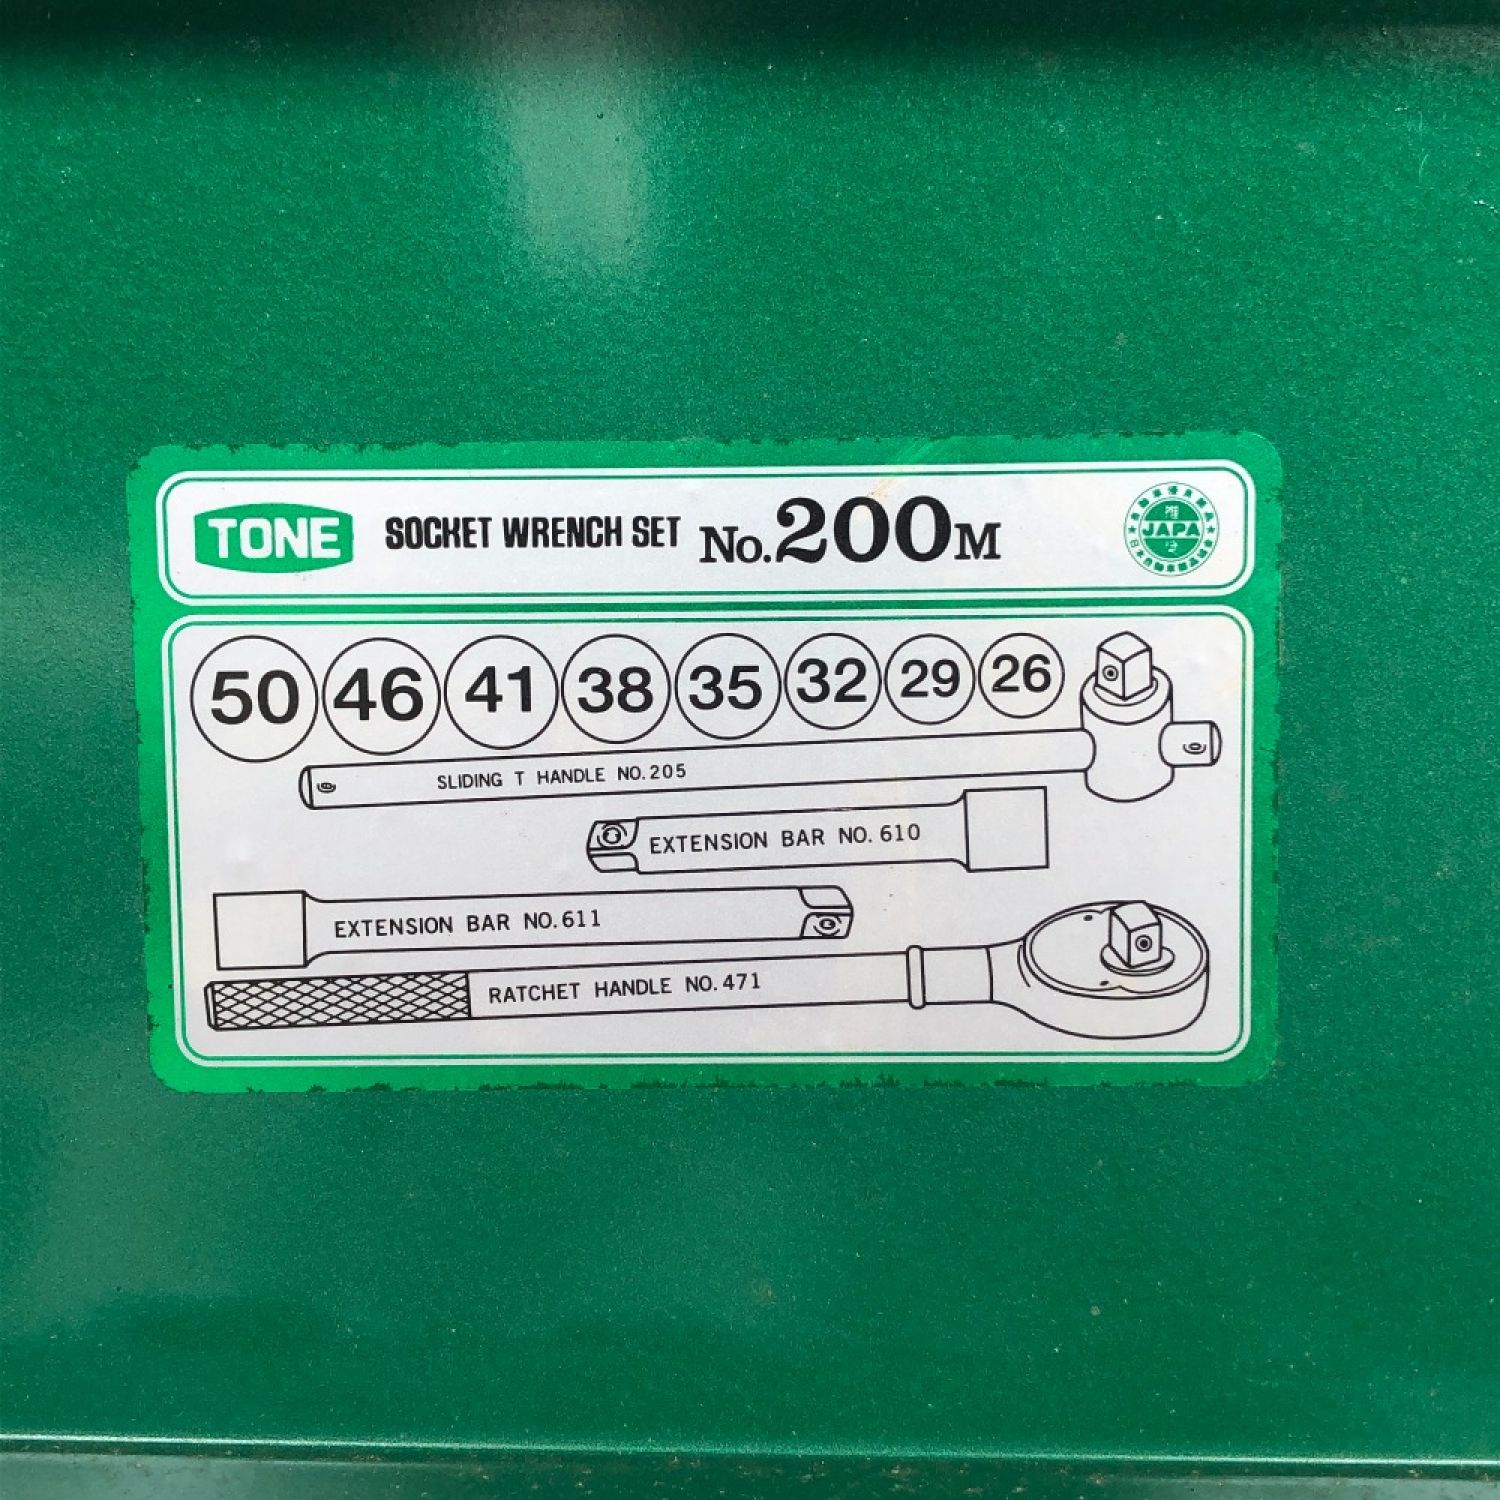 TONE SOCKET WRENCH SET No.200M
JAPA
50 46 41 38 35 32 29 26
SLIDING T HANDLE NO.205
EXTENSION BAR NO.610
EXTENSION BAR NO.611
RATCHET HANDLE NO.471